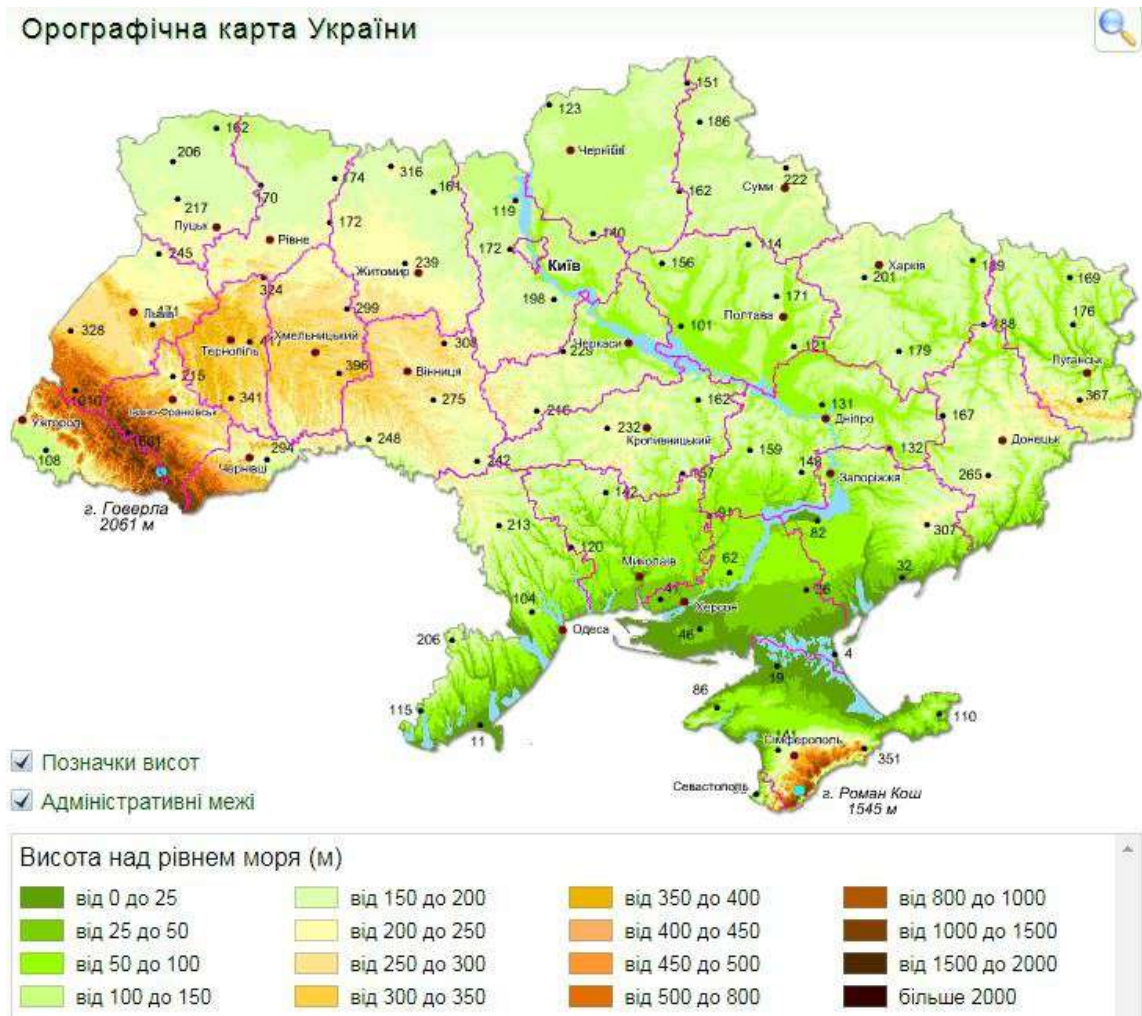 Орографічна карта України
151
123
186
162
Чернігів
206
316
174
161
222
170
162
Суми
217
119
Луцьк
172
140
Рівне
172
114
245
Київ
Харків
189
239
156
Житомир
201
169
324
198
171
299
Львів
Полтава
176
188
328
101
Хмельницький
Черкаси
121
Тернопіль
229
179
Луганськ
396
Вінниця
215
367
341
275
162
Івано-Франківськ
131
216
167
Ужгород
Дніпро
232
Кропивницький
248
Донецьк
108
294
159
132
Чернівці
242
148
Запоріжжя
265
157
142
г. Говерла
2061 м
91
213
82
307
120
Миколаїв
62
32
41
104
Херсон
Одеса
46
206
4
19
86
115
110
11
Сімферополь
351
Севастополь
г. Роман Кош
1545 м
Позначки висот
Адміністративні межі
Висота над рівнем моря (м)
від 0 до 25
від 150 до 200
від 350 до 400
від 800 до 1000
від 25 до 50
від 200 до 250
від 400 до 450
від 1000 до 1500
від 50 до 100
від 250 до 300
від 450 до 500
від 1500 до 2000
від 100 до 150
від 300 до 350
від 500 до 800
більше 2000